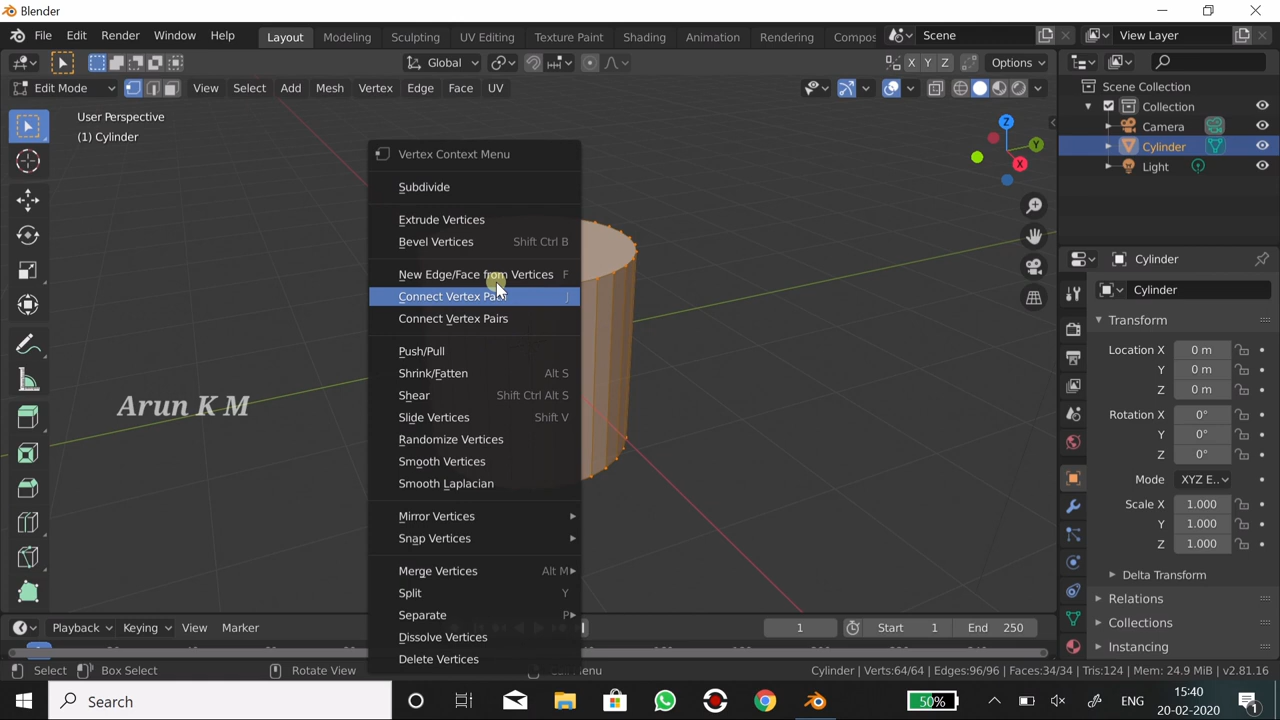 Blender
File Edit Render Window Help Layout Modeling Sculpting UV Editing Texture Paint Shading Animation Rendering Compos Scene View Layer
Global X Y Z Options
Edit Mode View Select Add Mesh Vertex Edge Face UV
Scene Collection
Collection
Camera
Cylinder
Light
User Perspective
(1) Cylinder
Z
Y
X
Vertex Context Menu
Subdivide
Extrude Vertices
Bevel Vertices Shift Ctrl B
New Edge/Face from Vertices F
Connect Vertex Path J
Connect Vertex Pairs
Push/Pull
Shrink/Fatten Alt S
Shear Shift Ctrl Alt S
Slide Vertices Shift V
Randomize Vertices
Smooth Vertices
Smooth Laplacian
Mirror Vertices
Snap Vertices
Merge Vertices Alt M
Split Y
Separate P
Dissolve Vertices
Delete Vertices
Arun K M
Cylinder
Cylinder
Transform
Location X 0 m
Y 0 m
Z 0 m
Rotation X 0°
Y 0°
Z 0°
Mode XYZ E..
Scale X 1.000
Y 1.000
Z 1.000
Delta Transform
Relations
Collections
Instancing
Playback Keying View Marker 1 Start 1 End 250
Select Box Select Rotate View Menu Cylinder | Verts:64/64 | Edges:96/96 | Faces:34/34 | Tris:124 | Mem: 24.9 MiB | v2.81.16
Search 50% ENG 15:40
20-02-2020 1